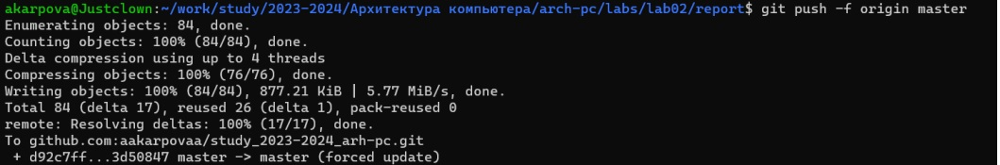 akarpova@Justclown:~/work/study/2023-2024/Архитектура компьютера/arch-pc/labs/lab02/report$ git push -f origin master
Enumerating objects: 84, done.
Counting objects: 100% (84/84), done.
Delta compression using up to 4 threads
Compressing objects: 100% (76/76), done.
Writing objects: 100% (84/84), 877.21 KiB | 5.77 MiB/s, done.
Total 84 (delta 17), reused 26 (delta 1), pack-reused 0
remote: Resolving deltas: 100% (17/17), done.
To github.com:aakarpovaa/study_2023-2024_arh-pc.git
 + d92c7ff...3d50847 master -> master (forced update)